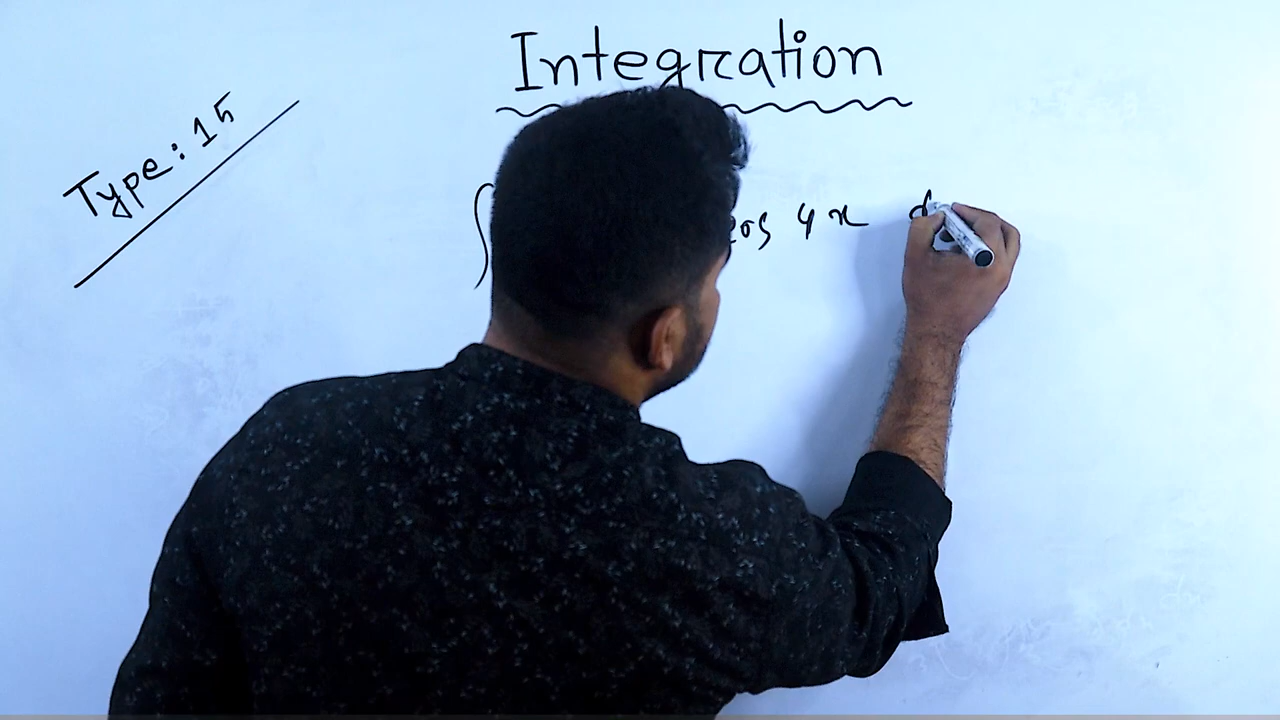 Integration
Type: 15
∫ cos 4x d